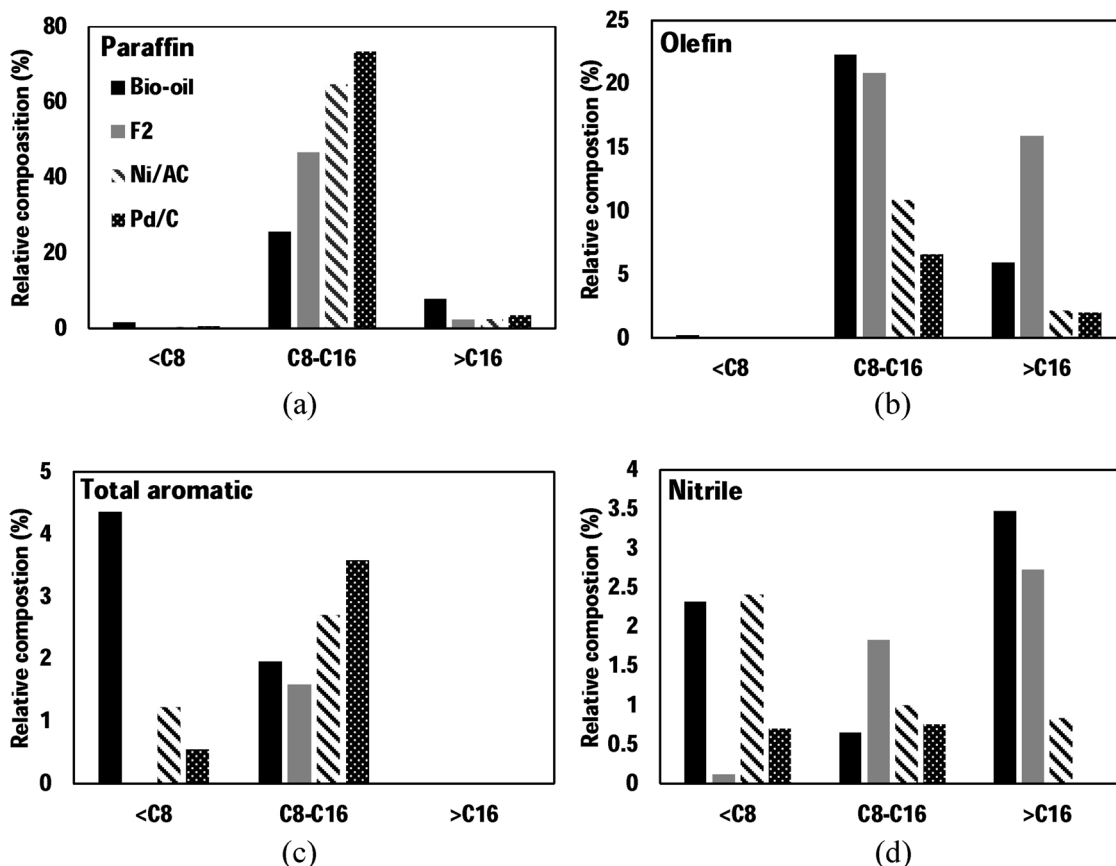 Relative compoasition (%)
80
60
40
20
0
Paraffin
Bio-oil
F2
Ni/AC
Pd/C
<C8 C8-C16 >C16
(a)
Relative compostion (%)
25
20
15
10
5
0
Olefin
<C8 C8-C16 >C16
(b)
Relative compostion (%)
5
4
3
2
1
0
Total aromatic
<C8 C8-C16 >C16
(c)
Relative compostion (%)
4
3.5
3
2.5
2
1.5
1
0.5
0
Nitrile
<C8 C8-C16 >C16
(d)